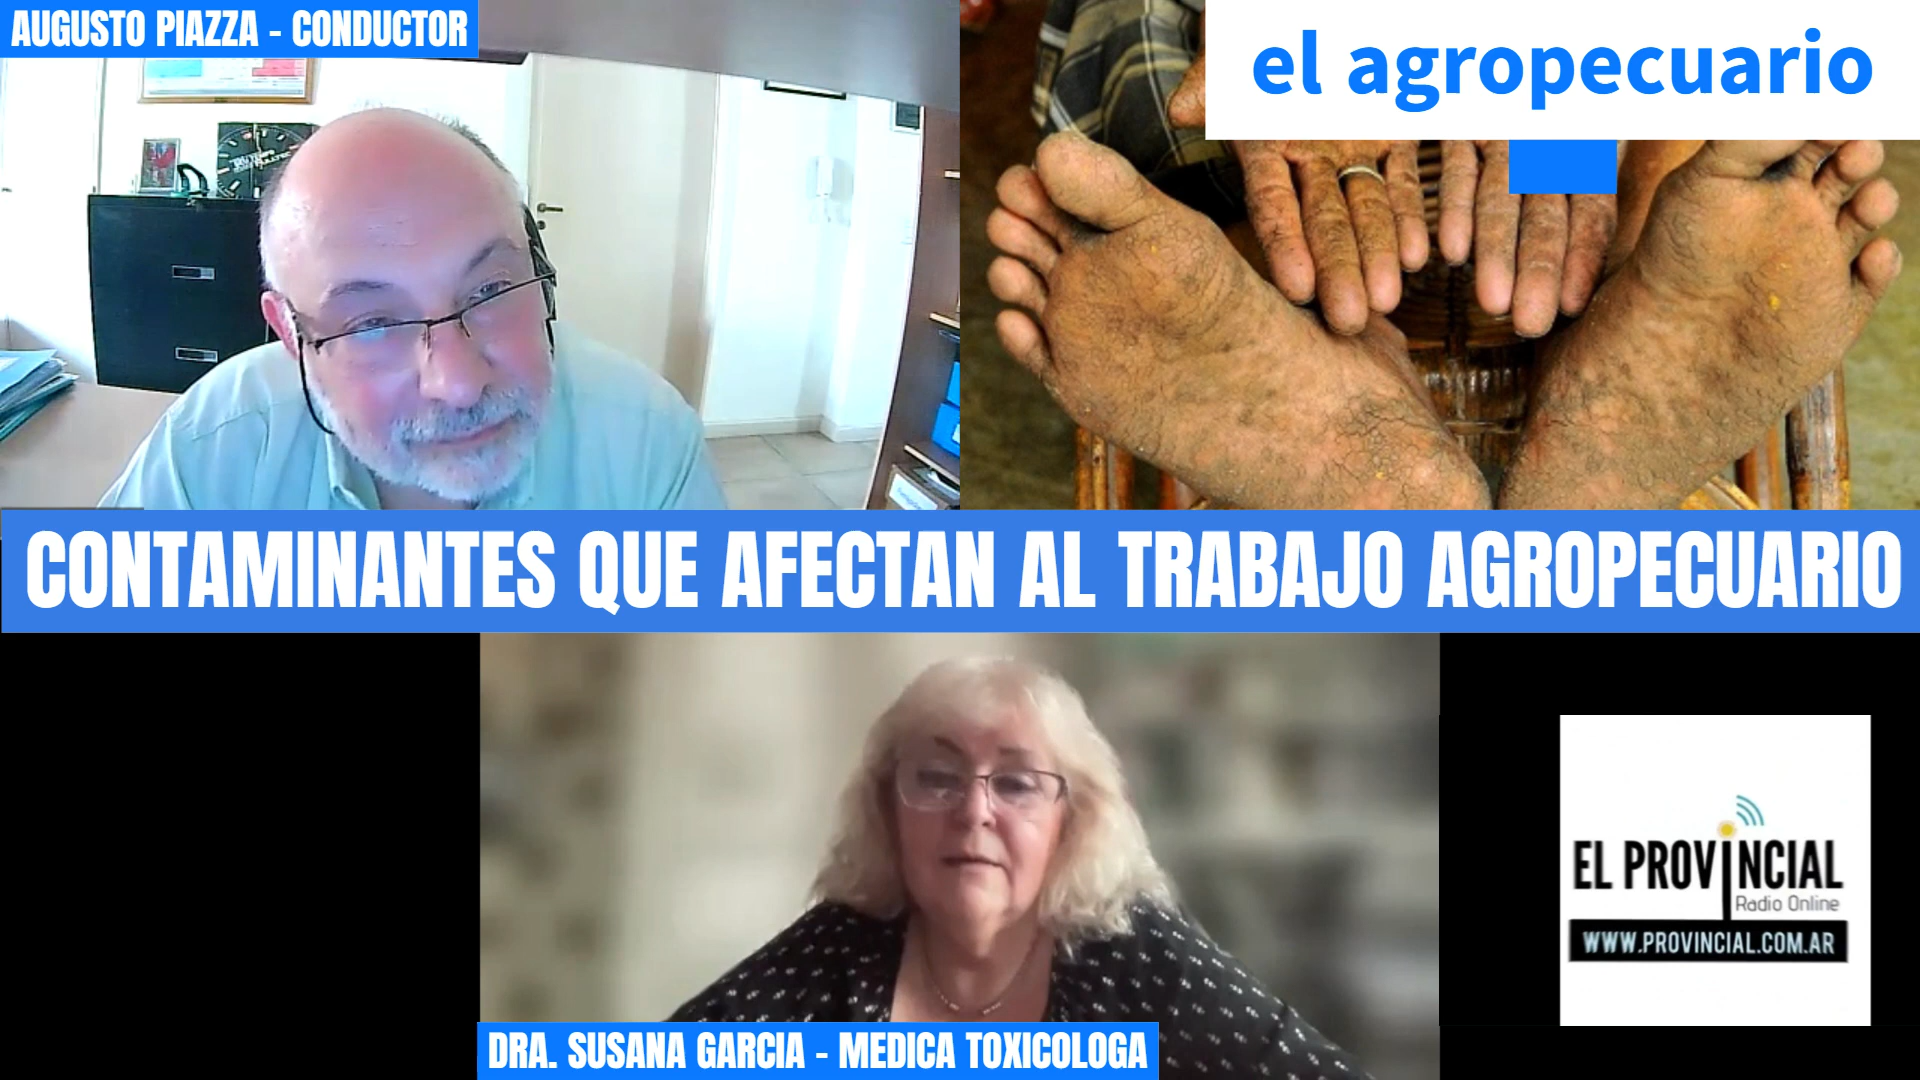 AUGUSTO PIAZZA - CONDUCTOR
el agropecuario
CONTAMINANTES QUE AFECTAN AL TRABAJO AGROPECUARIO
EL PROVINCIAL
Radio Online
WWW.PROVINCIAL.COM.AR
DRA. SUSANA GARCIA - MEDICA TOXICOLOGA